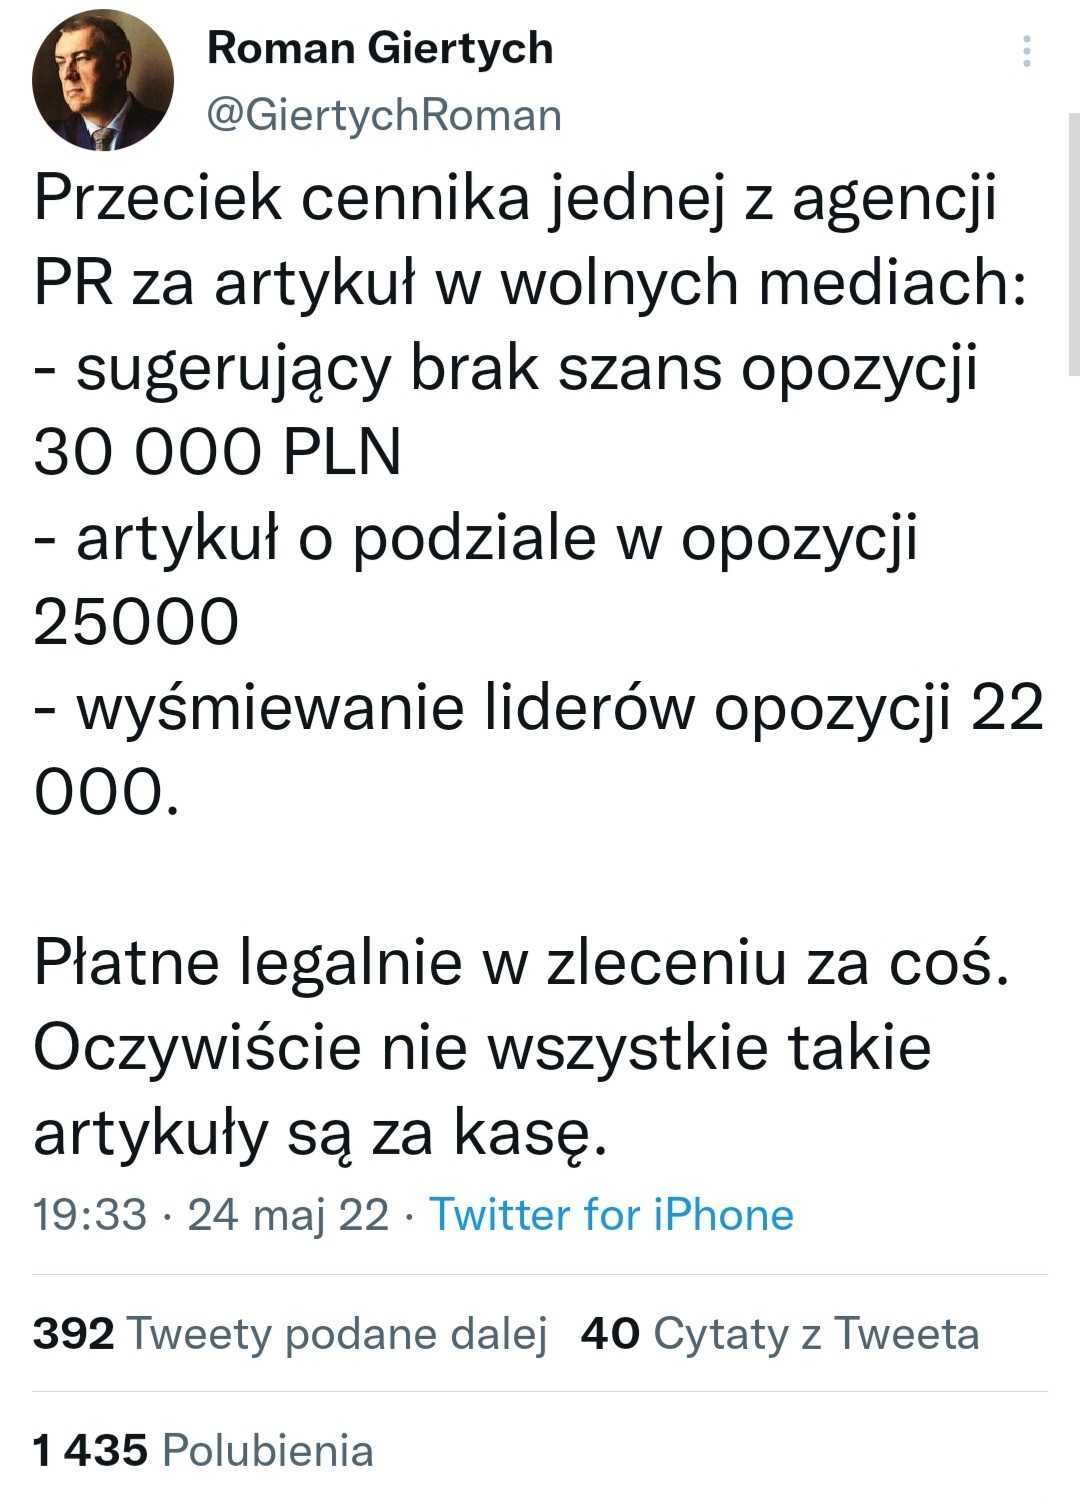 Roman Giertych
@GiertychRoman
Przeciek cennika jednej z agencji
PR za artykuł w wolnych mediach:
- sugerujący brak szans opozycji
30 000 PLN
- artykuł o podziale w opozycji
25000
- wyśmiewanie liderów opozycji 22
000.
Płatne legalnie w zleceniu za coś.
Oczywiście nie wszystkie takie
artykuły są za kasę.
19:33 · 24 maj 22 · Twitter for iPhone
392 Tweety podane dalej 40 Cytaty z Tweeta
1 435 Polubienia